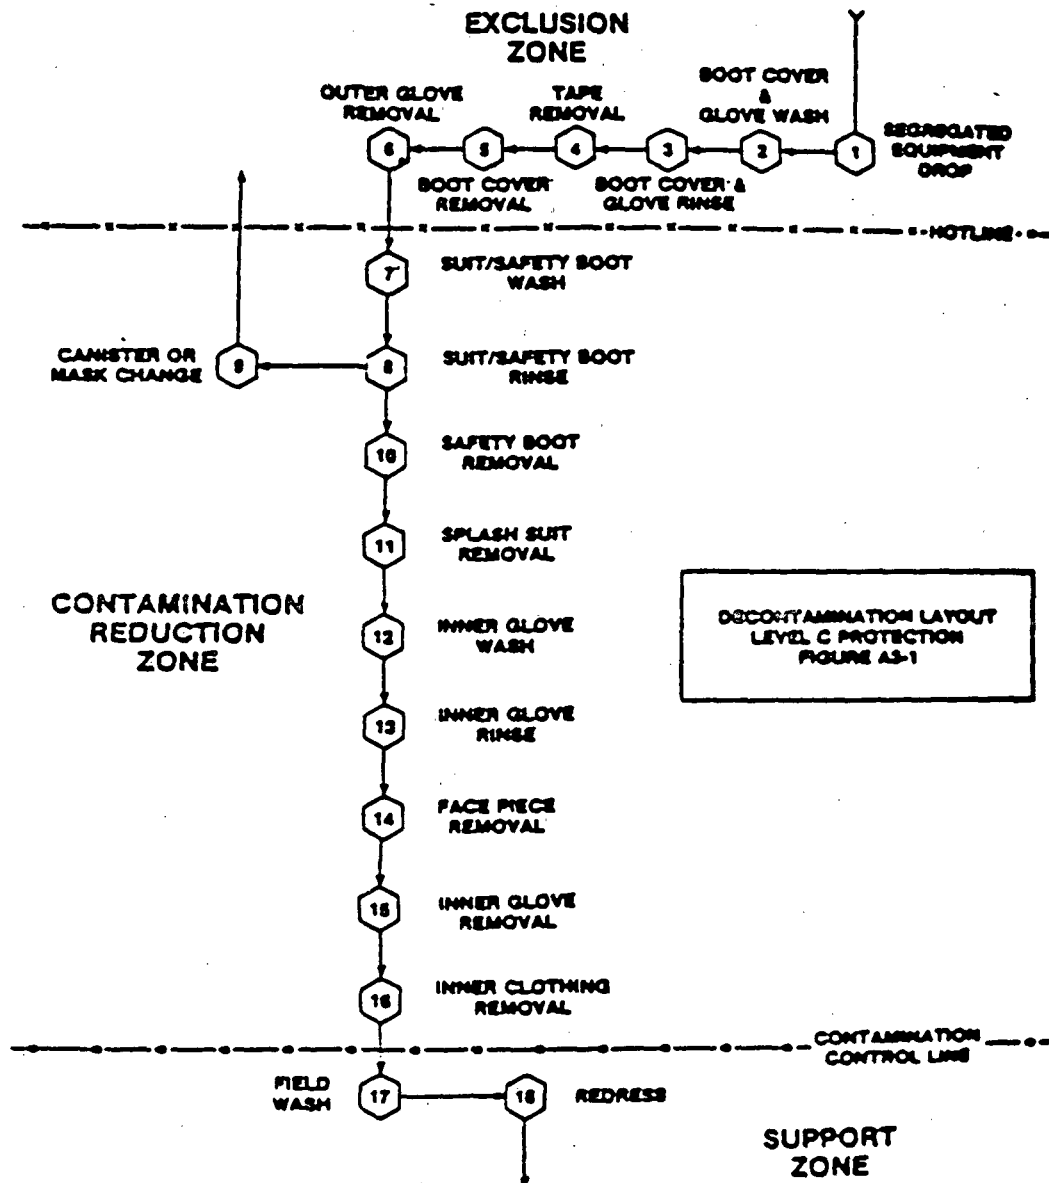 EXCLUSION
ZONE
OUTER GLOVE
REMOVAL
TAPE
REMOVAL
BOOT COVER
&
GLOVE WASH
SEGREGATED
EQUIPMENT
DROP
6
5
4
3
2
1
BOOT COVER
REMOVAL
BOOT COVER &
GLOVE RINSE
HOTLINE
7
SUIT/SAFETY BOOT
WASH
CANISTER OR
MASK CHANGE
9
8
SUIT/SAFETY BOOT
RINSE
10
SAFETY BOOT
REMOVAL
11
SPLASH SUIT
REMOVAL
CONTAMINATION
REDUCTION
ZONE
12
INNER GLOVE
WASH
DECONTAMINATION LAYOUT
LEVEL C PROTECTION
FIGURE A3-1
13
INNER GLOVE
RINSE
14
FACE PIECE
REMOVAL
15
INNER GLOVE
REMOVAL
16
INNER CLOTHING
REMOVAL
CONTAMINATION
CONTROL LINE
FIELD
WASH
17
18
REDRESS
SUPPORT
ZONE